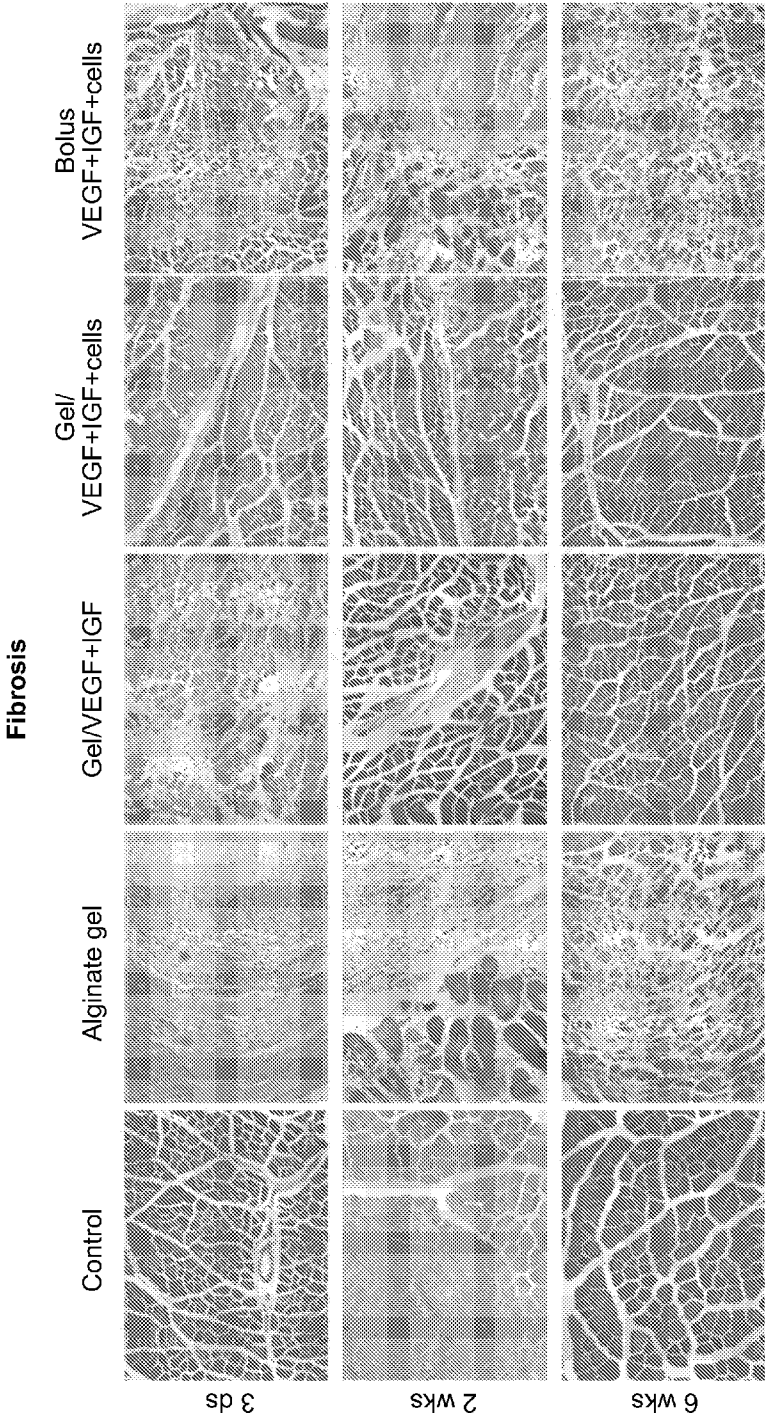 Fibrosis
Control
Alginate gel
Gel/VEGF+IGF
Gel/
VEGF+IGF+cells
Bolus
VEGF+IGF+cells
3 ds
2 wks
6 wks